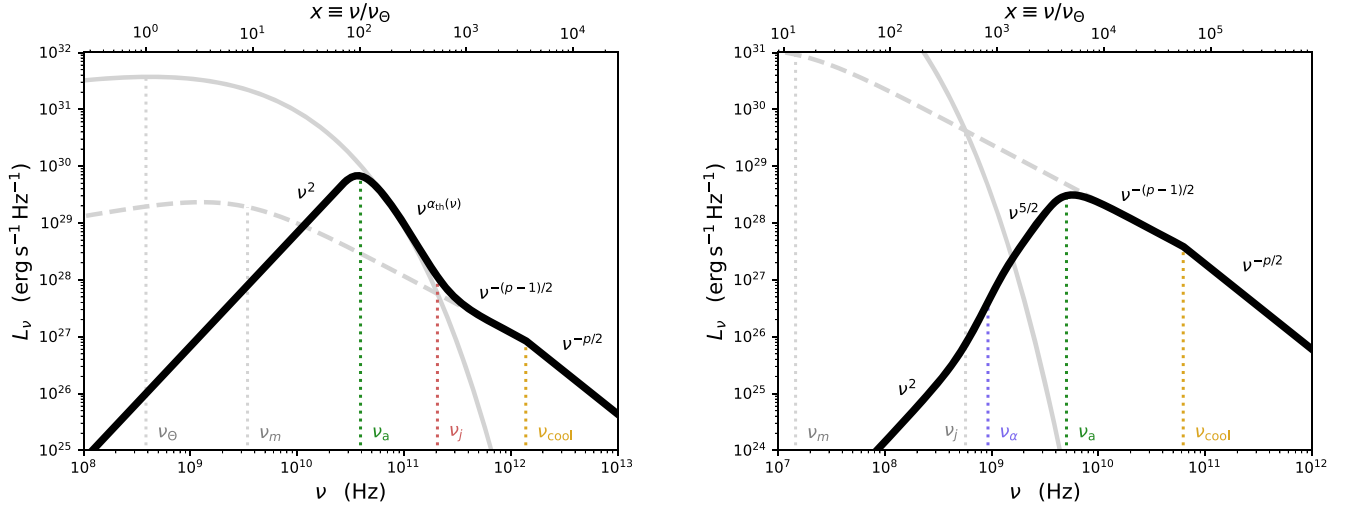 x ≡ ν/ν_Θ
10^0 10^1 10^2 10^3 10^4
L_ν (erg s^−1 Hz^−1)
10^32
10^31
10^30
10^29
10^28
10^27
10^26
10^25
ν^2
ν^{α_th(ν)}
ν^{−(p−1)/2}
ν^{−p/2}
ν_Θ ν_m ν_a ν_j ν_cool
10^8 10^9 10^10 10^11 10^12 10^13
ν (Hz)
x ≡ ν/ν_Θ
10^1 10^2 10^3 10^4 10^5
L_ν (erg s^−1 Hz^−1)
10^31
10^30
10^29
10^28
10^27
10^26
10^25
10^24
ν^{−(p−1)/2}
ν^{5/2}
ν^{−p/2}
ν^2
ν_m ν_j ν_α ν_a ν_cool
10^7 10^8 10^9 10^10 10^11 10^12
ν (Hz)